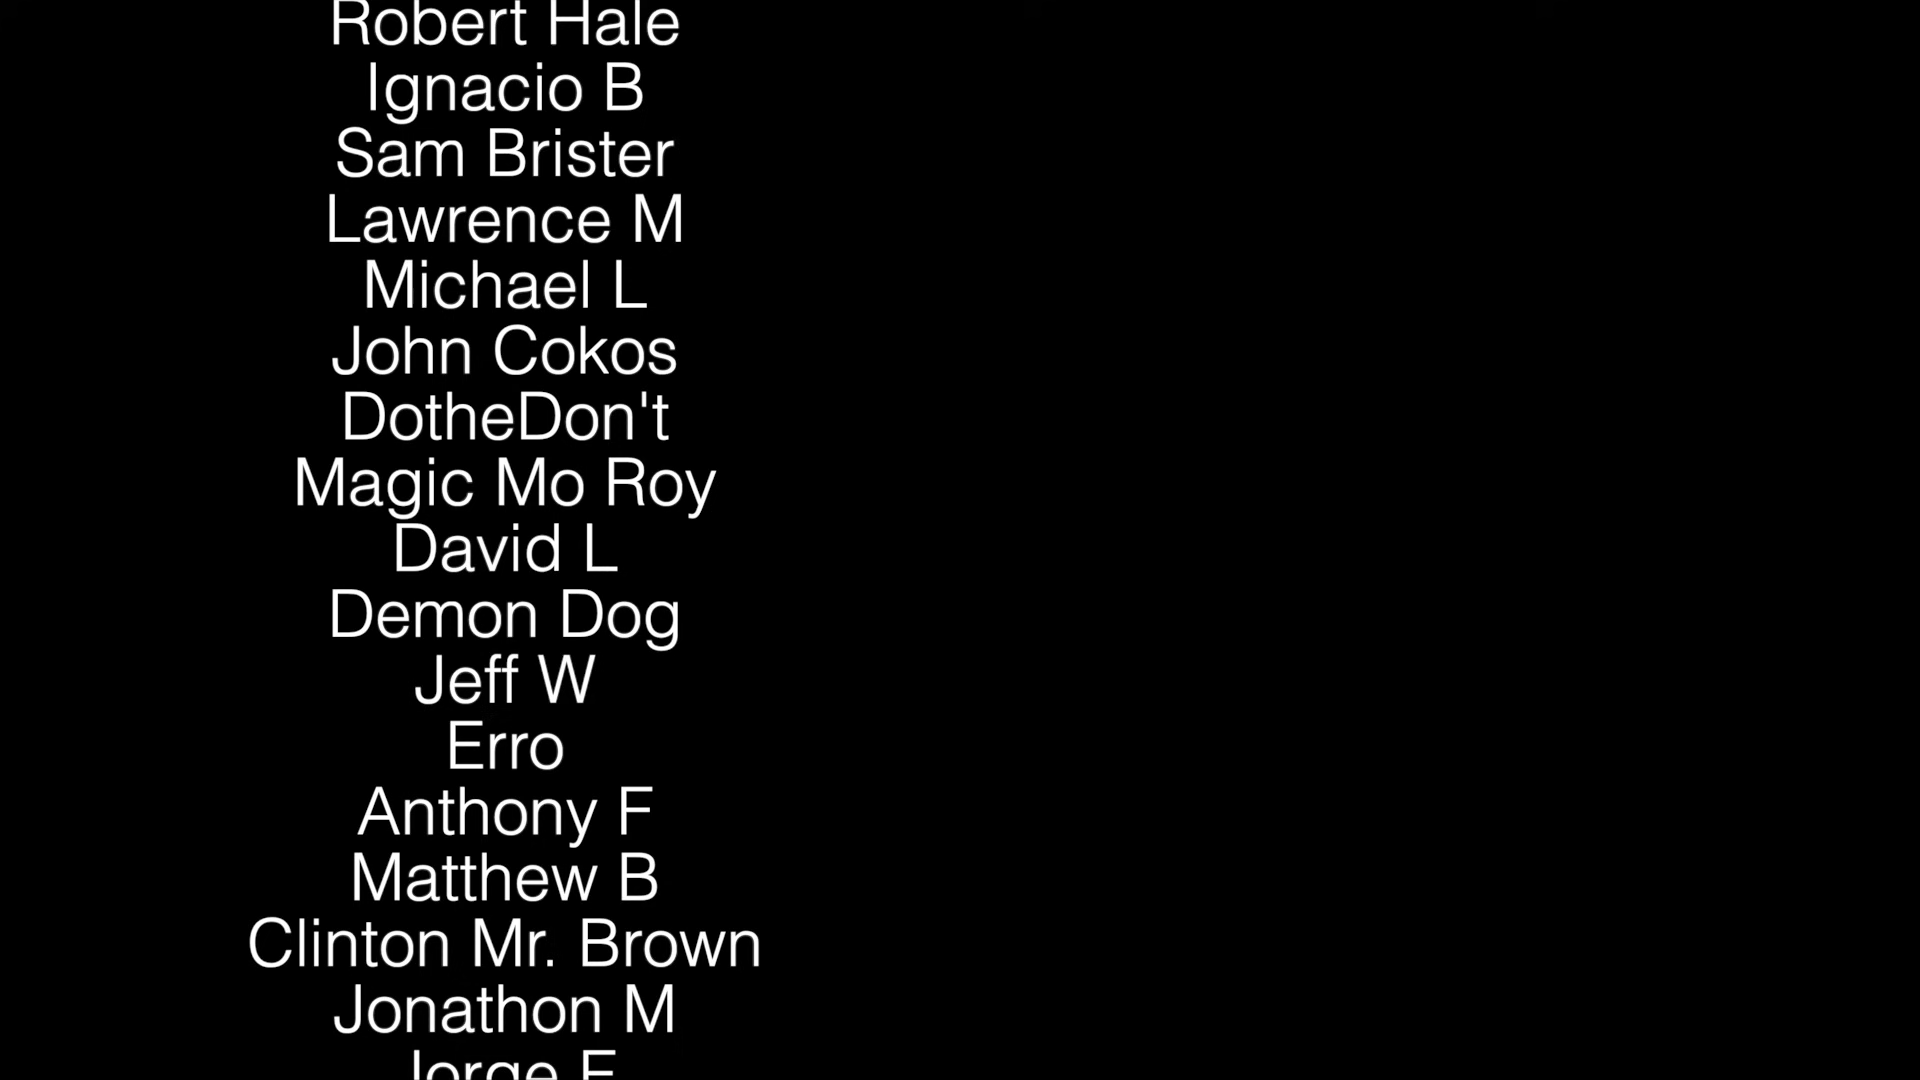 Robert Hale
Ignacio B
Sam Brister
Lawrence M
Michael L
John Cokos
DotheDon't
Magic Mo Roy
David L
Demon Dog
Jeff W
Erro
Anthony F
Matthew B
Clinton Mr. Brown
Jonathon M
Jorge